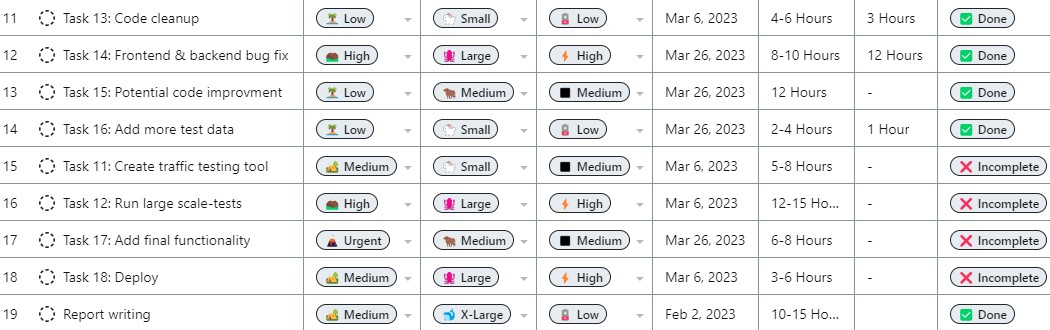 11 Task 13: Code cleanup Low Small Low Mar 6, 2023 4-6 Hours 3 Hours Done
12 Task 14: Frontend & backend bug fix High Large High Mar 26, 2023 8-10 Hours 12 Hours Done
13 Task 15: Potential code improvment Low Medium Medium Mar 26, 2023 12 Hours - Done
14 Task 16: Add more test data Low Small Low Mar 26, 2023 2-4 Hours 1 Hour Done
15 Task 11: Create traffic testing tool Medium Small Medium Mar 6, 2023 5-8 Hours - Incomplete
16 Task 12: Run large scale-tests High Large High Mar 6, 2023 12-15 Ho... - Incomplete
17 Task 17: Add final functionality Urgent Medium Medium Mar 26, 2023 6-8 Hours - Incomplete
18 Task 18: Deploy Medium Large High Mar 6, 2023 3-6 Hours - Incomplete
19 Report writing Medium X-Large Low Feb 2, 2023 10-15 Ho... Done